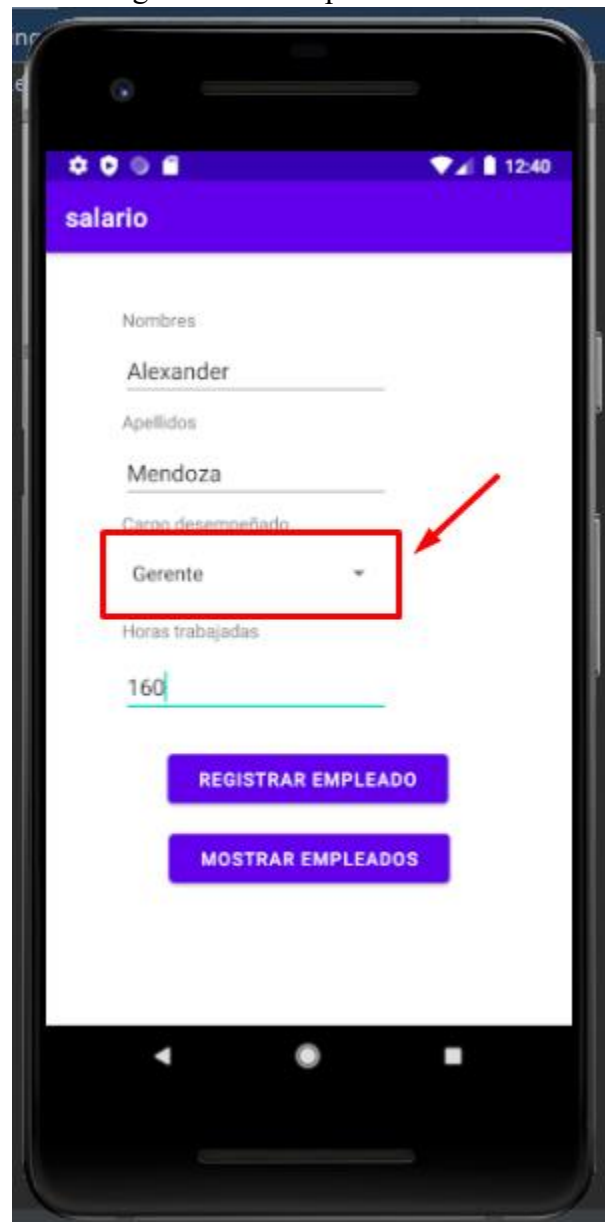 12:40
salario
Nombres
Alexander
Apellidos
Mendoza
Cargo desempeñado
Gerente
Horas trabajadas
160
REGISTRAR EMPLEADO
MOSTRAR EMPLEADOS